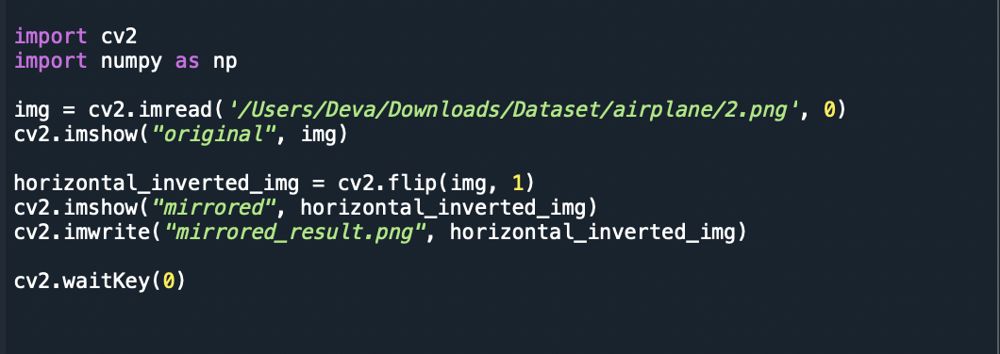 import cv2
import numpy as np
img = cv2.imread('/Users/Deva/Downloads/Dataset/airplane/2.png', 0)
cv2.imshow("original", img)
horizontal_inverted_img = cv2.flip(img, 1)
cv2.imshow("mirrored", horizontal_inverted_img)
cv2.imwrite("mirrored_result.png", horizontal_inverted_img)
cv2.waitKey(0)